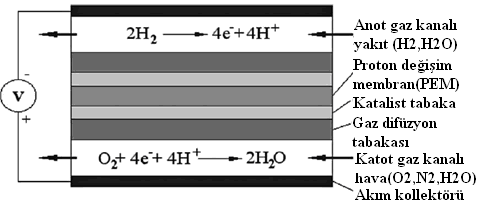 2H₂ → 4e⁻+4H⁺
Anot gaz kanalı
yakıt (H2,H2O)
Proton değişim
membran(PEM)
Katalist tabaka
Gaz difüzyon
tabakası
O₂+ 4e⁻+ 4H⁺ → 2H₂O
Katot gaz kanalı
hava(O2,N2,H2O)
Akım kollektörü
-
V
+